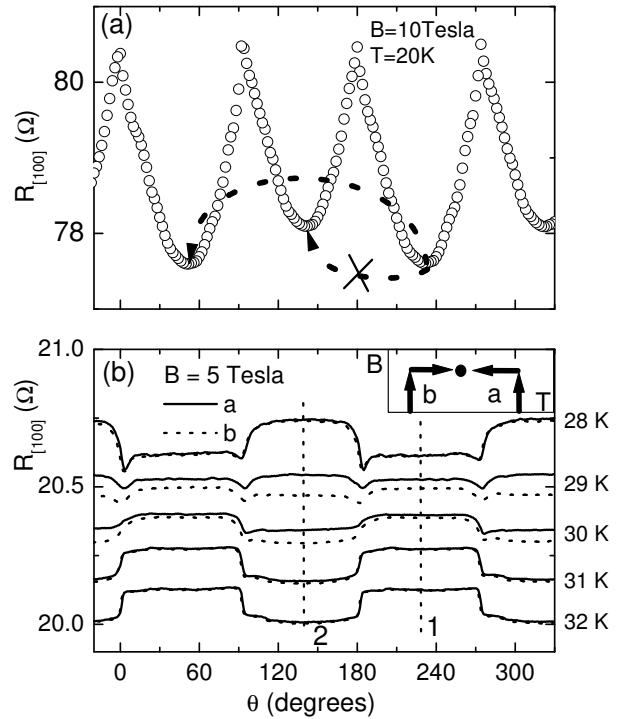 (a)
B=10Tesla
T=20K
80
78
R[100] (Ω)
(b)
B = 5 Tesla
a
b
B
b
a
T
21.0
20.5
20.0
R[100] (Ω)
28 K
29 K
30 K
31 K
32 K
2
1
0
60
120
180
240
300
θ (degrees)